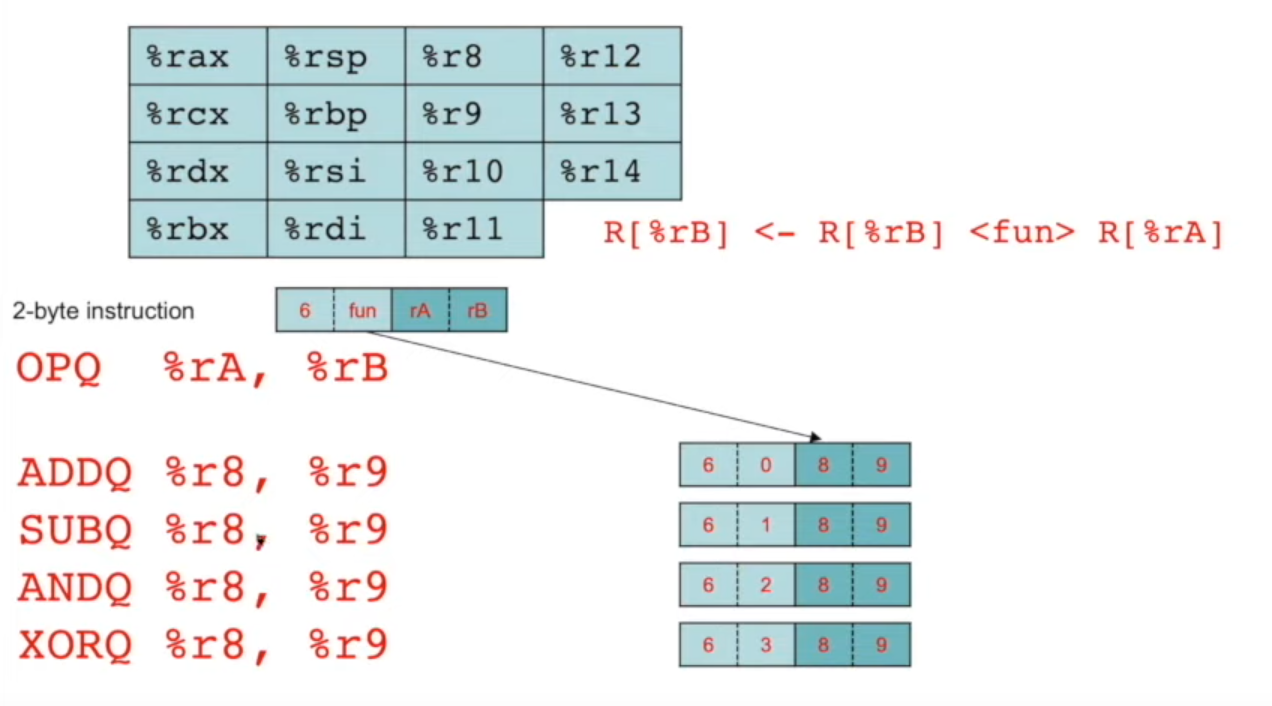 %rax %rsp %r8 %r12
%rcx %rbp %r9 %r13
%rdx %rsi %r10 %r14
%rbx %rdi %r11
R[%rB] <- R[%rB] <fun> R[%rA]
2-byte instruction 6 fun rA rB
OPQ %rA, %rB
ADDQ %r8, %r9 6 0 8 9
SUBQ %r8, %r9 6 1 8 9
ANDQ %r8, %r9 6 2 8 9
XORQ %r8, %r9 6 3 8 9